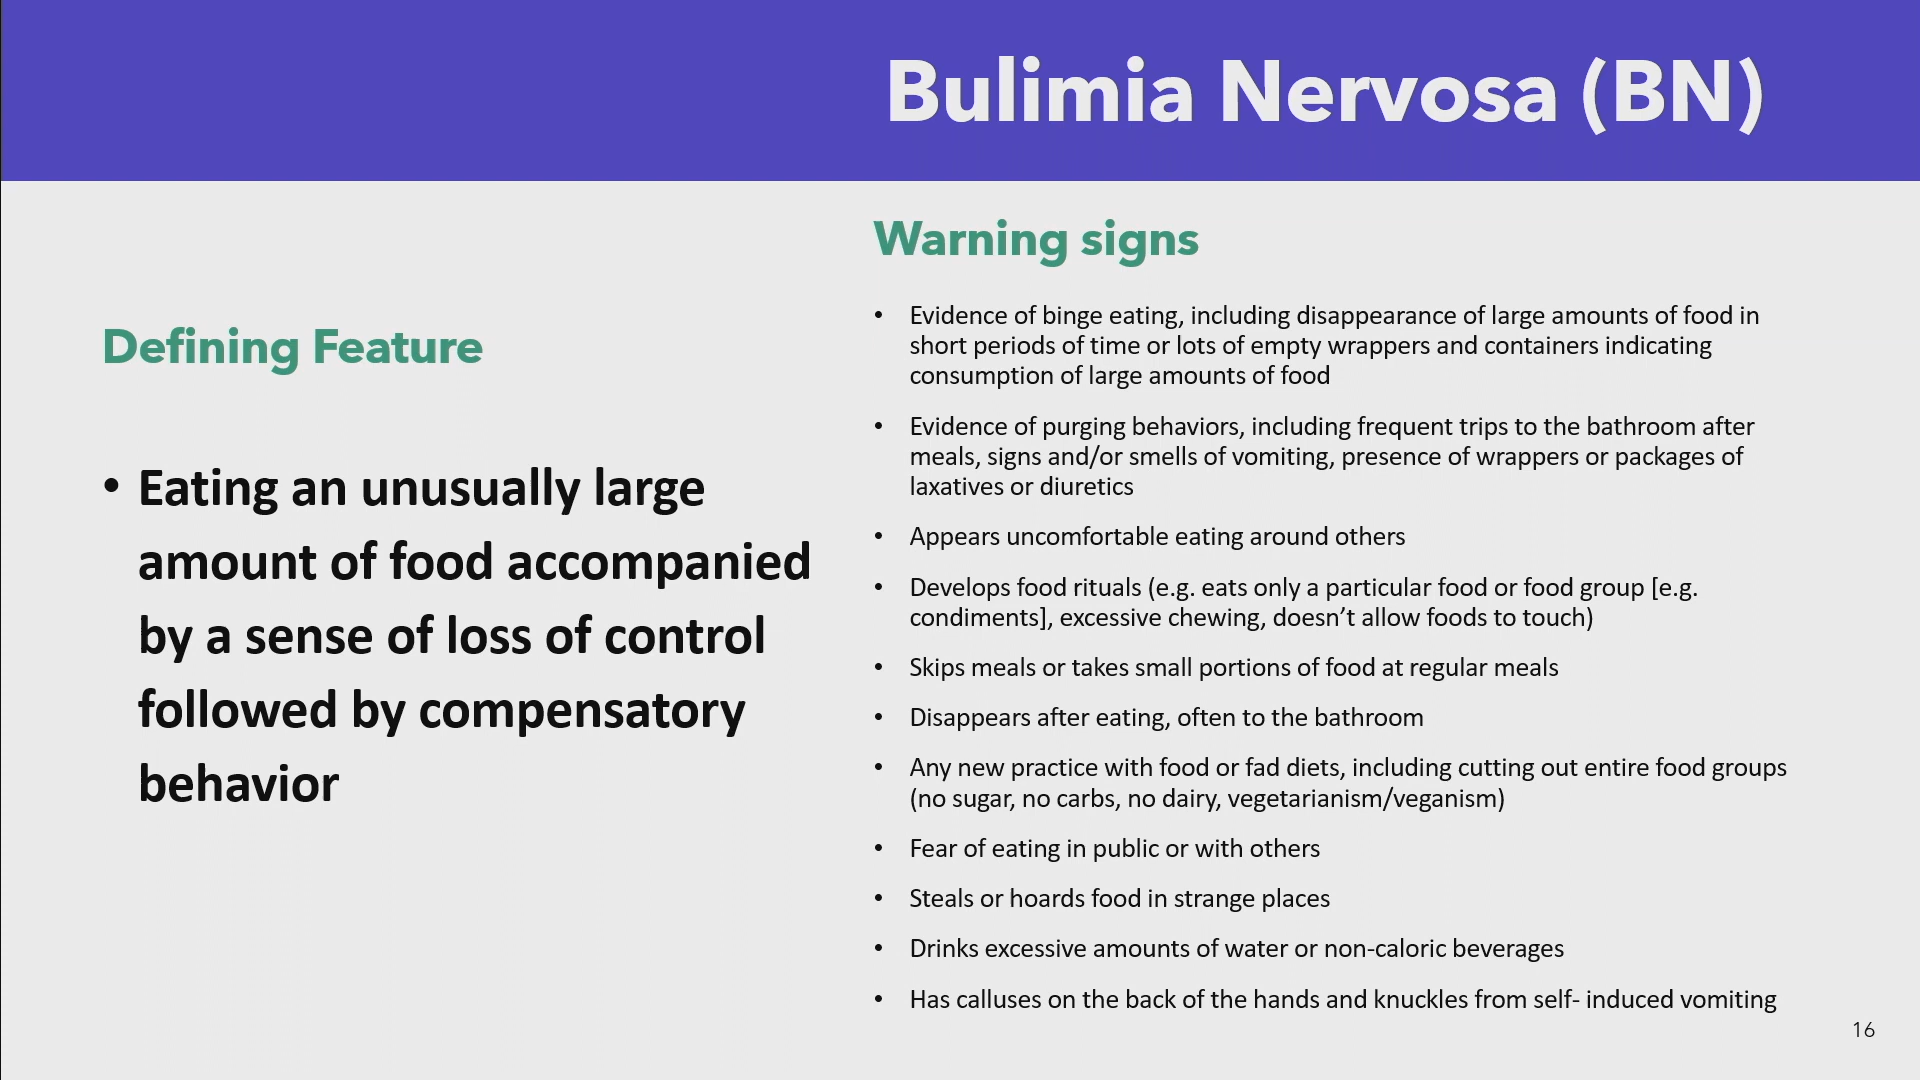 Bulimia Nervosa (BN)
Defining Feature
• Eating an unusually large
amount of food accompanied
by a sense of loss of control
followed by compensatory
behavior
Warning signs
• Evidence of binge eating, including disappearance of large amounts of food in
short periods of time or lots of empty wrappers and containers indicating
consumption of large amounts of food
• Evidence of purging behaviors, including frequent trips to the bathroom after
meals, signs and/or smells of vomiting, presence of wrappers or packages of
laxatives or diuretics
• Appears uncomfortable eating around others
• Develops food rituals (e.g. eats only a particular food or food group [e.g.
condiments], excessive chewing, doesn’t allow foods to touch)
• Skips meals or takes small portions of food at regular meals
• Disappears after eating, often to the bathroom
• Any new practice with food or fad diets, including cutting out entire food groups
(no sugar, no carbs, no dairy, vegetarianism/veganism)
• Fear of eating in public or with others
• Steals or hoards food in strange places
• Drinks excessive amounts of water or non-caloric beverages
• Has calluses on the back of the hands and knuckles from self- induced vomiting
16